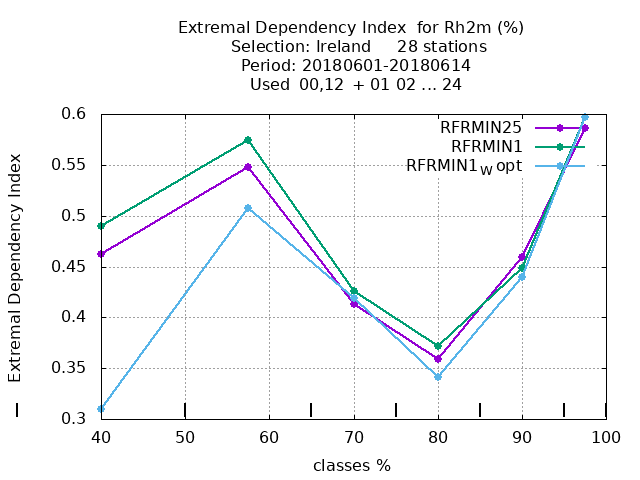 Extremal Dependency Index  for Rh2m (%)
Selection: Ireland     28 stations
Period: 20180601-20180614
Used  00,12  + 01 02 ... 24
Extremal Dependency Index
0.6
0.55
0.5
0.45
0.4
0.35
0.3
RFRMIN25
RFRMIN1
RFRMIN1W opt
40 50 60 70 80 90 100
classes %